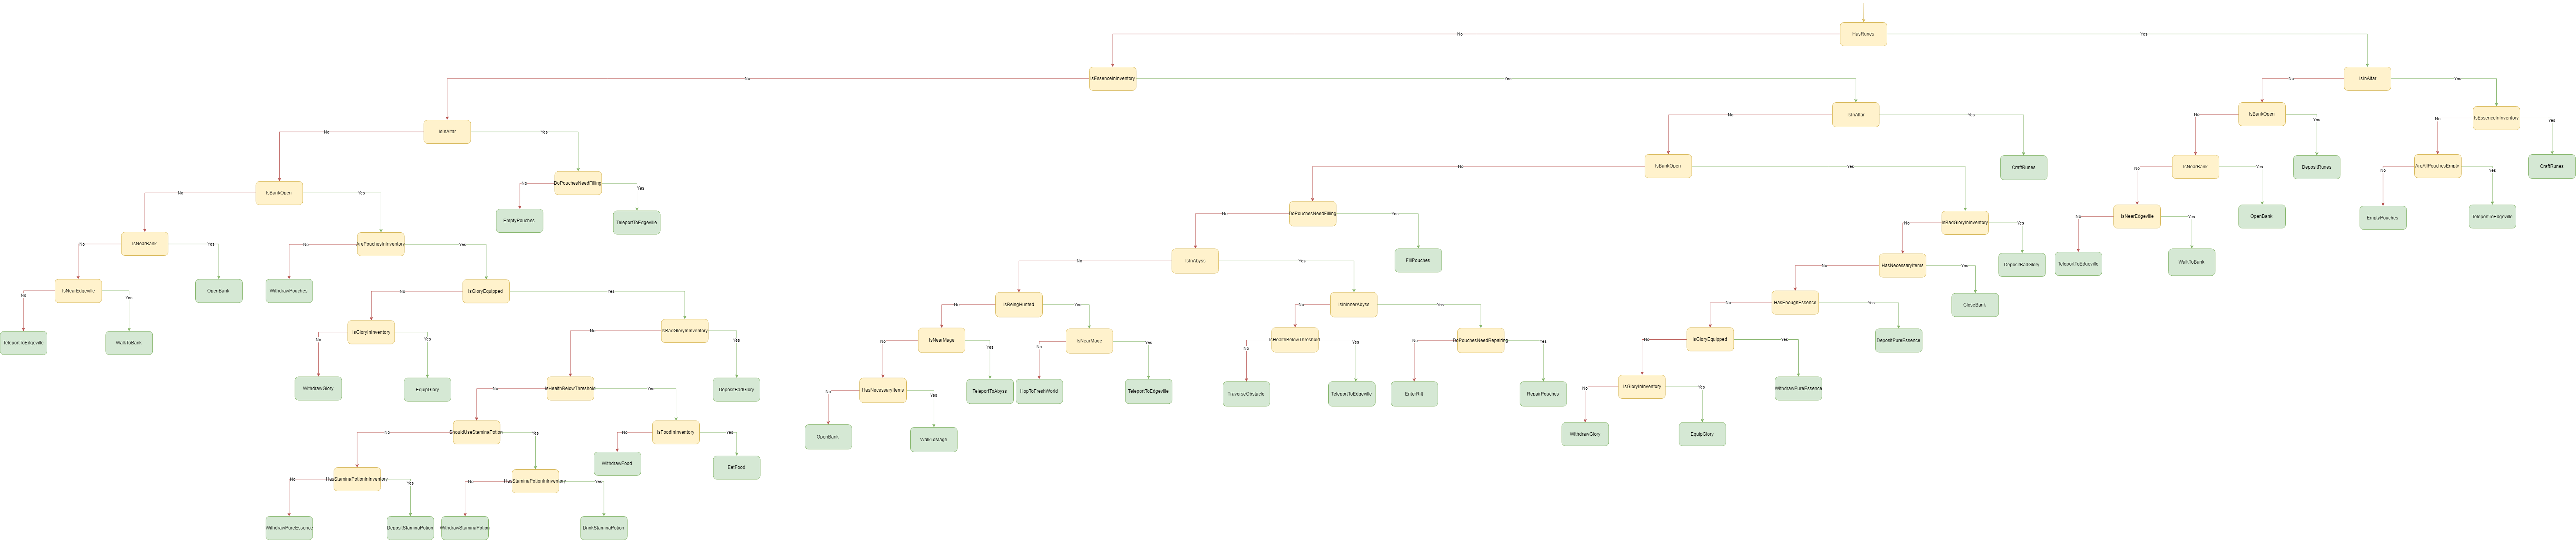 HasRunes
No
Yes
IsEssenceInInventory
IsInAltar
No
Yes
No
Yes
IsInAltar
IsInAltar
IsBankOpen
IsEssenceInInventory
No
Yes
No
Yes
No
Yes
No
Yes
IsBankOpen
DoPouchesNeedFilling
IsBankOpen
CraftRunes
IsNearBank
DepositRunes
AreAllPouchesEmpty
CraftRunes
No
Yes
No
Yes
No
Yes
No
Yes
No
Yes
EmptyPouches
TeleportToEdgeville
DoPouchesNeedFilling
IsBadGloryInInventory
IsNearEdgeville
OpenBank
EmptyPouches
TeleportToEdgeville
No
Yes
No
Yes
No
Yes
No
Yes
No
Yes
IsNearBank
ArePouchesInInventory
IsInAbyss
FillPouches
HasNecessaryItems
DepositBadGlory
TeleportToEdgeville
WalkToBank
No
Yes
No
Yes
No
Yes
No
Yes
IsNearEdgeville
OpenBank
WithdrawPouches
IsGloryEquipped
IsBeingHunted
IsInInnerAbyss
HasEnoughEssence
CloseBank
No
Yes
No
Yes
No
Yes
No
Yes
No
Yes
TeleportToEdgeville
WalkToBank
IsGloryInInventory
IsBadGloryInInventory
IsNearMage
IsNearMage
IsHealthBelowThreshold
DoPouchesNeedRepairing
IsGloryEquipped
DepositPureEssence
No
Yes
No
Yes
No
Yes
No
Yes
No
Yes
No
Yes
No
Yes
WithdrawGlory
EquipGlory
IsHealthBelowThreshold
DepositBadGlory
HasNecessaryItems
TeleportToAbyss
HopToFreshWorld
TeleportToEdgeville
TraverseObstacle
TeleportToEdgeville
EnterRift
RepairPouches
IsGloryInInventory
WithdrawPureEssence
No
Yes
No
Yes
No
Yes
ShouldUseStaminaPotion
IsFoodInInventory
OpenBank
WalkToMage
WithdrawGlory
EquipGlory
No
Yes
No
Yes
HasStaminaPotionInInventory
HasStaminaPotionInInventory
WithdrawFood
EatFood
No
Yes
No
Yes
WithdrawPureEssence
DepositStaminaPotion
WithdrawStaminaPotion
DrinkStaminaPotion